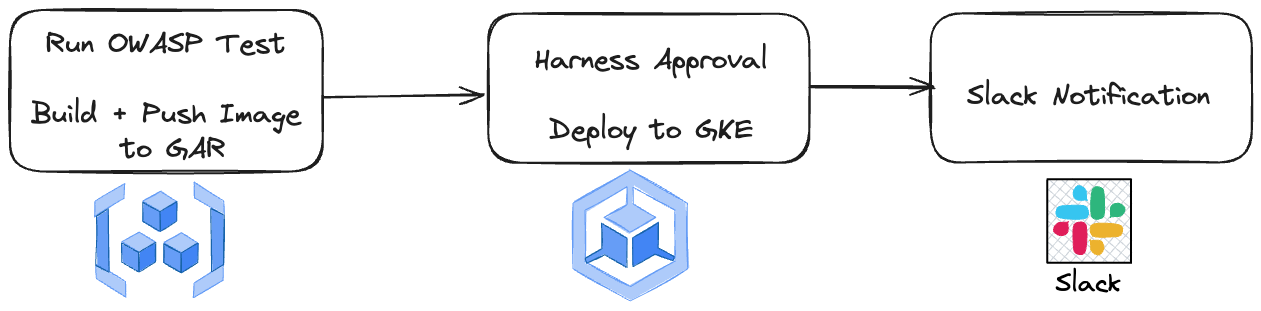 Run OWASP Test
Build + Push Image
to GAR
Harness Approval
Deploy to GKE
Slack Notification
Slack